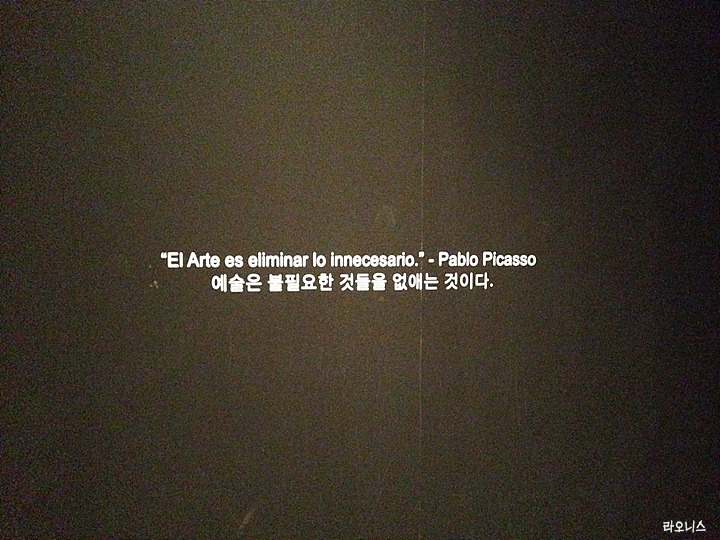 “El Arte es eliminar lo innecesario.” - Pablo Picasso
예술은 불필요한 것들을 없애는 것이다.
라오니스